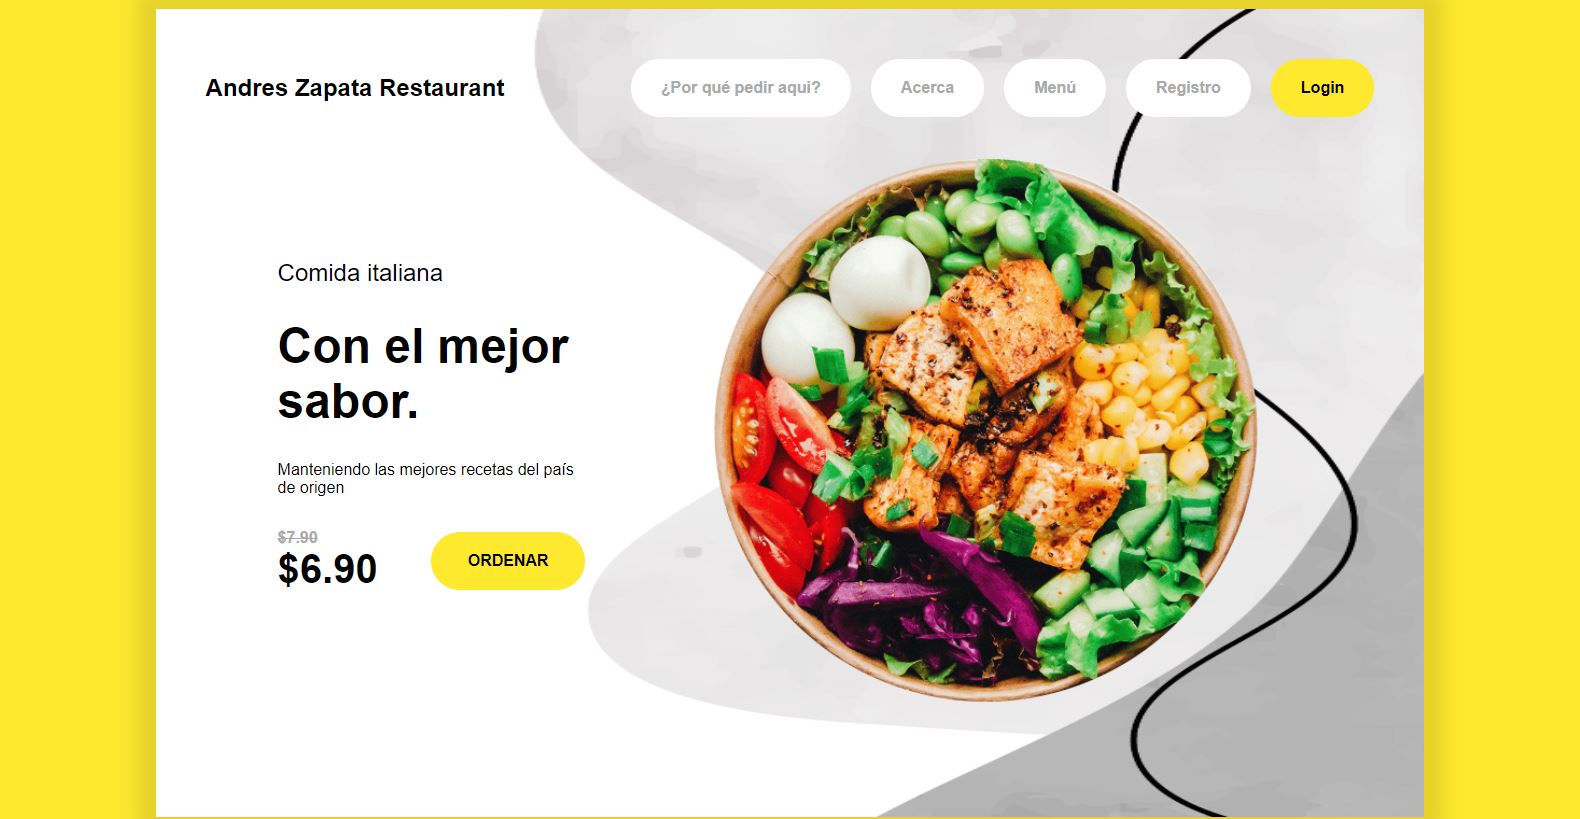 Andres Zapata Restaurant
¿Por qué pedir aqui?
Acerca
Menú
Registro
Login
Comida italiana
Con el mejor
sabor.
Manteniendo las mejores recetas del país
de origen
$7.90
$6.90
ORDENAR